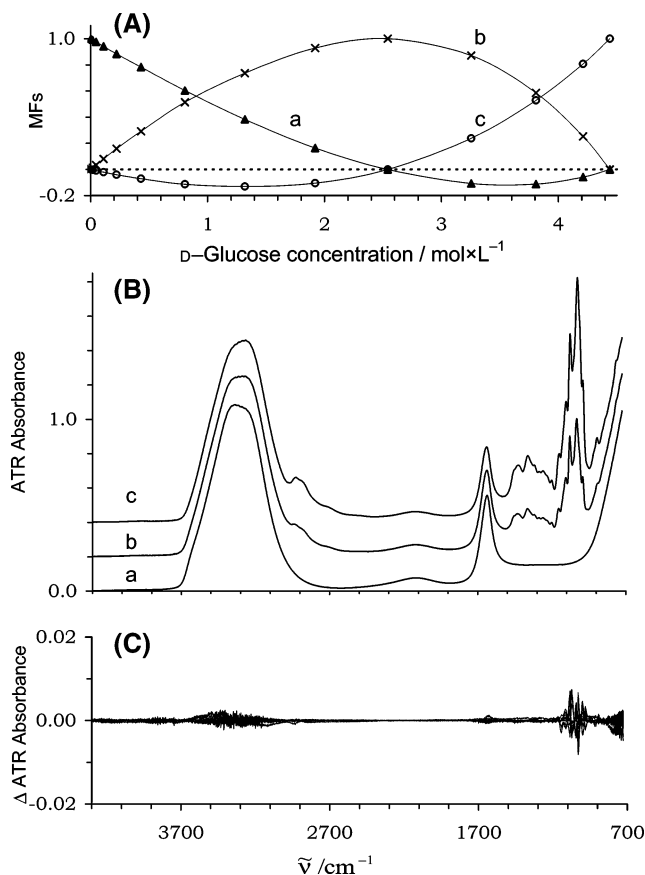 (A)
1.0
b
MFs
a
c
-0.2
0 1 2 3 4
D–Glucose concentration / mol×L⁻¹
(B)
ATR Absorbance
1.0
c
b
a
0.0
(C)
0.02
Δ ATR Absorbance
0.00
-0.02
3700 2700 1700 700
ν̃ /cm⁻¹